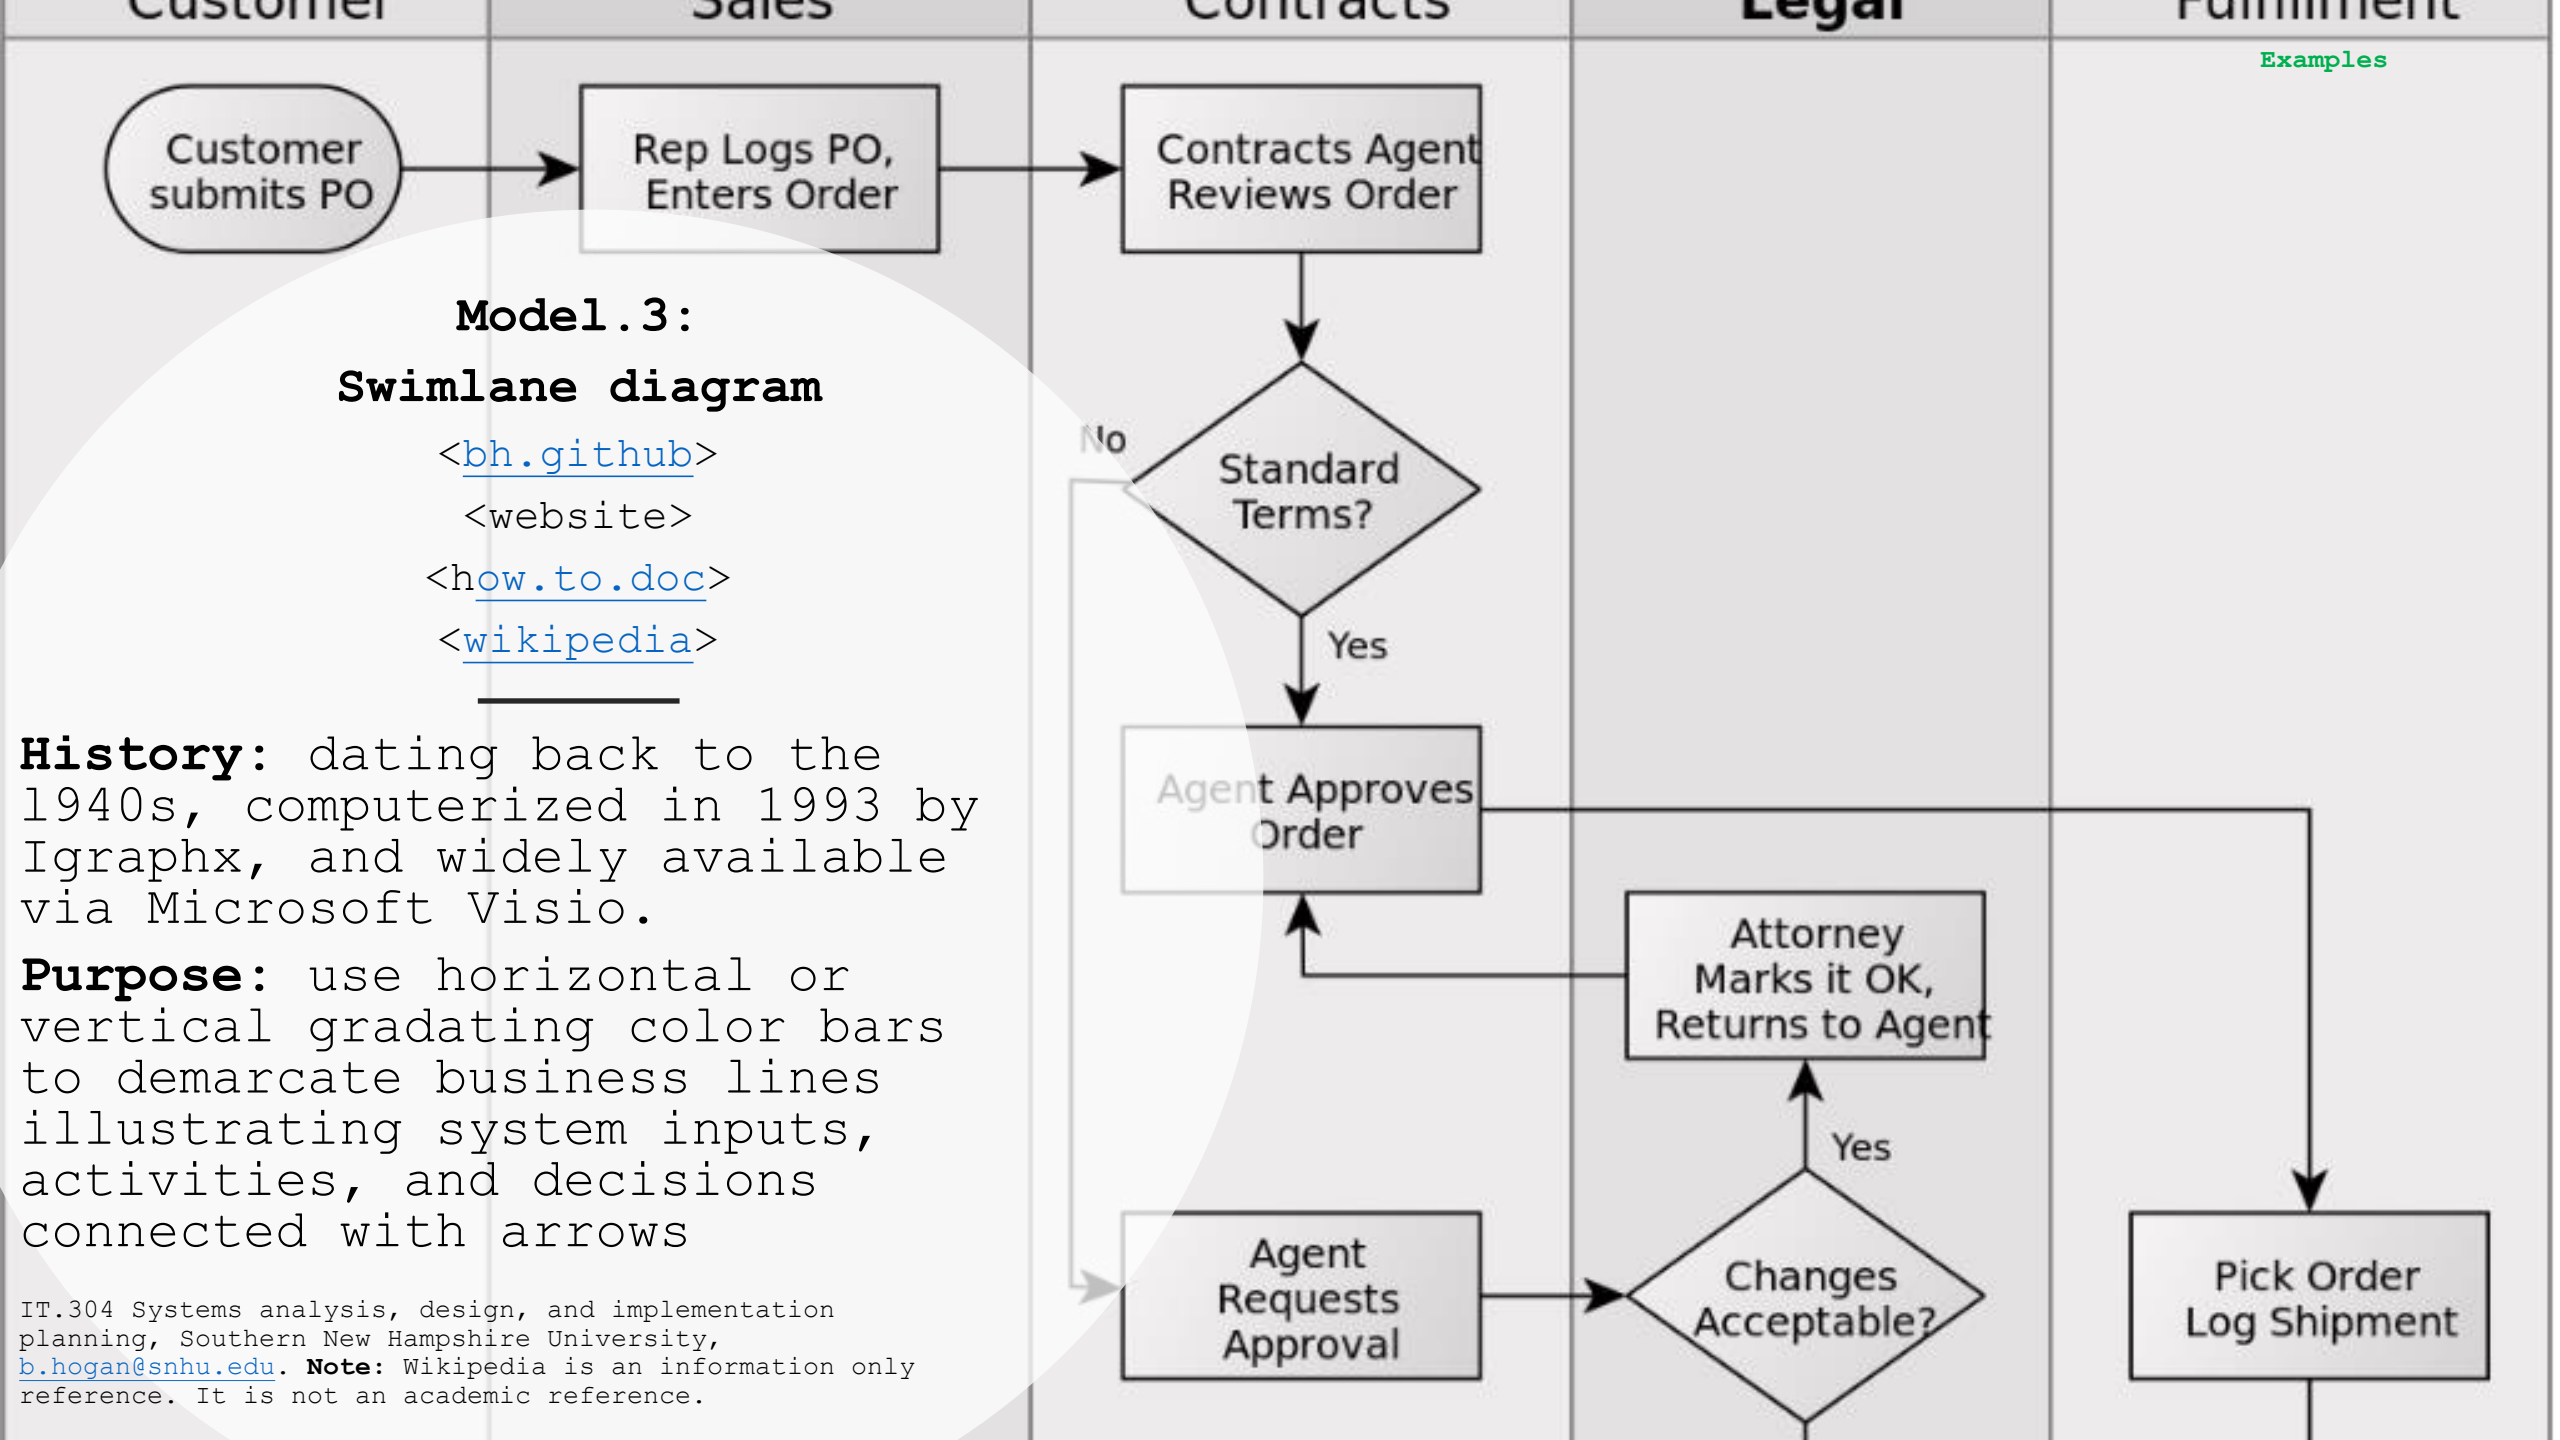 Customer
Sales
Contracts
Legal
Fulfillment
Examples
Customer
submits PO
Rep Logs PO,
Enters Order
Contracts Agent
Reviews Order
Model.3:
Swimlane diagram
<bh.github>
<website>
<how.to.doc>
<wikipedia>
No
Standard
Terms?
Yes
Agent Approves
Order
History: dating back to the
1940s, computerized in 1993 by
Igraphx, and widely available
via Microsoft Visio.
Purpose: use horizontal or
vertical gradating color bars
to demarcate business lines
illustrating system inputs,
activities, and decisions
connected with arrows
Attorney
Marks it OK,
Returns to Agent
Yes
Agent
Requests
Approval
Changes
Acceptable?
Pick Order
Log Shipment
IT.304 Systems analysis, design, and implementation
planning, Southern New Hampshire University,
b.hogan@snhu.edu. Note: Wikipedia is an information only
reference. It is not an academic reference.